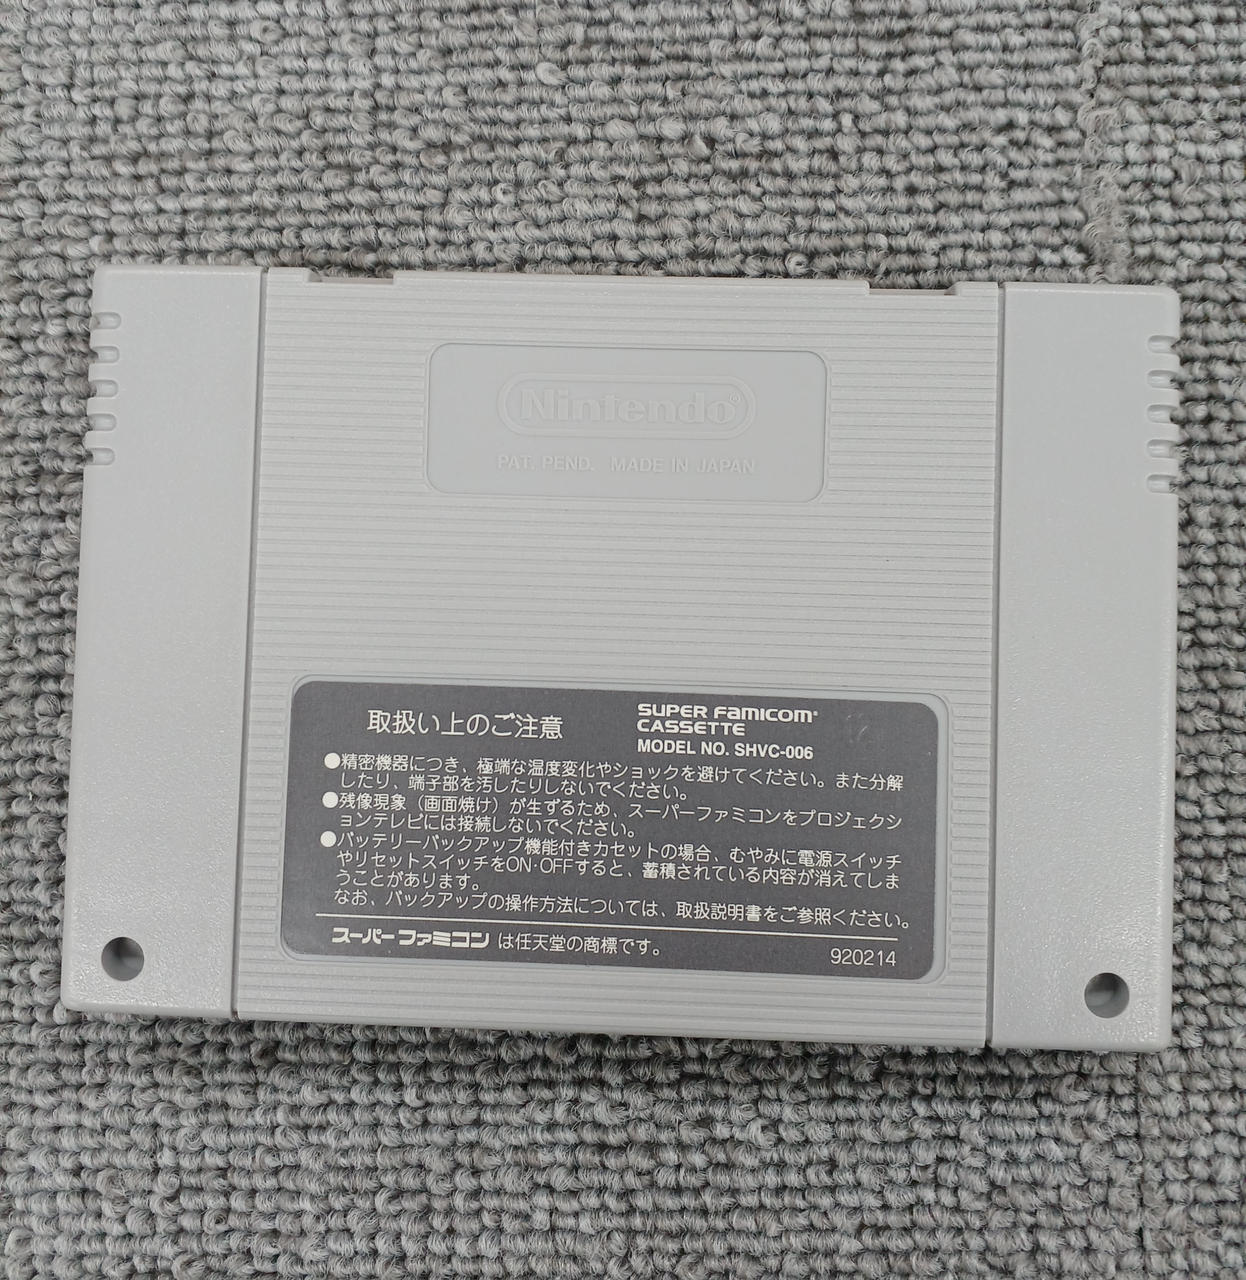 Nintendo®
PAT. PEND. MADE IN JAPAN
取扱い上のご注意
SUPER FAMICOM®
CASSETTE
MODEL NO. SHVC-006
●精密機器につき、極端な温度変化やショックを避けてください。また分解
したり、端子部を汚したりしないでください。
●残像現象（画面焼け）が生ずるため、スーパーファミコンをプロジェクシ
ョンテレビには接続しないでください。
●バッテリーバックアップ機能付きカセットの場合、むやみに電源スイッチ
やリセットスイッチをON・OFFすると、蓄積されている内容が消えてしま
うことがあります。
なお、バックアップの操作方法については、取扱説明書をご参照ください。
スーパーファミコン は任天堂の商標です。
920214